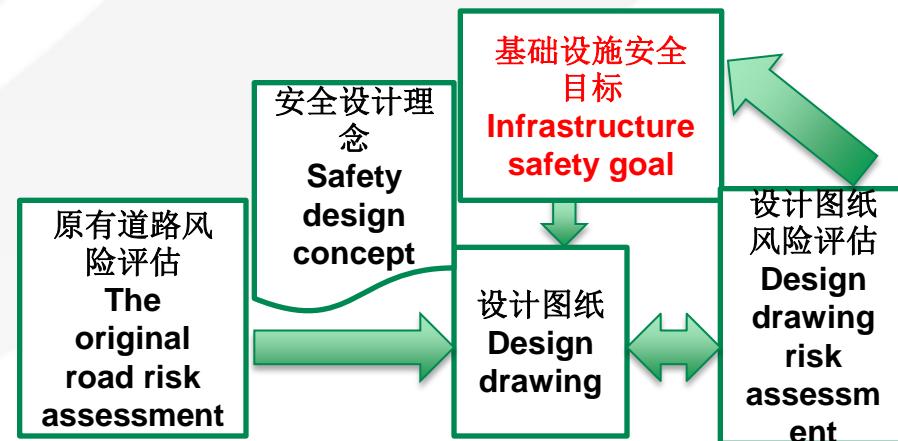 原有道路风
险评估
The
original
road risk
assessment
安全设计理
念
Safety
design
concept
基础设施安全
目标
Infrastructure
safety goal
设计图纸
Design
drawing
设计图纸
风险评估
Design
drawing
risk
assessm
ent